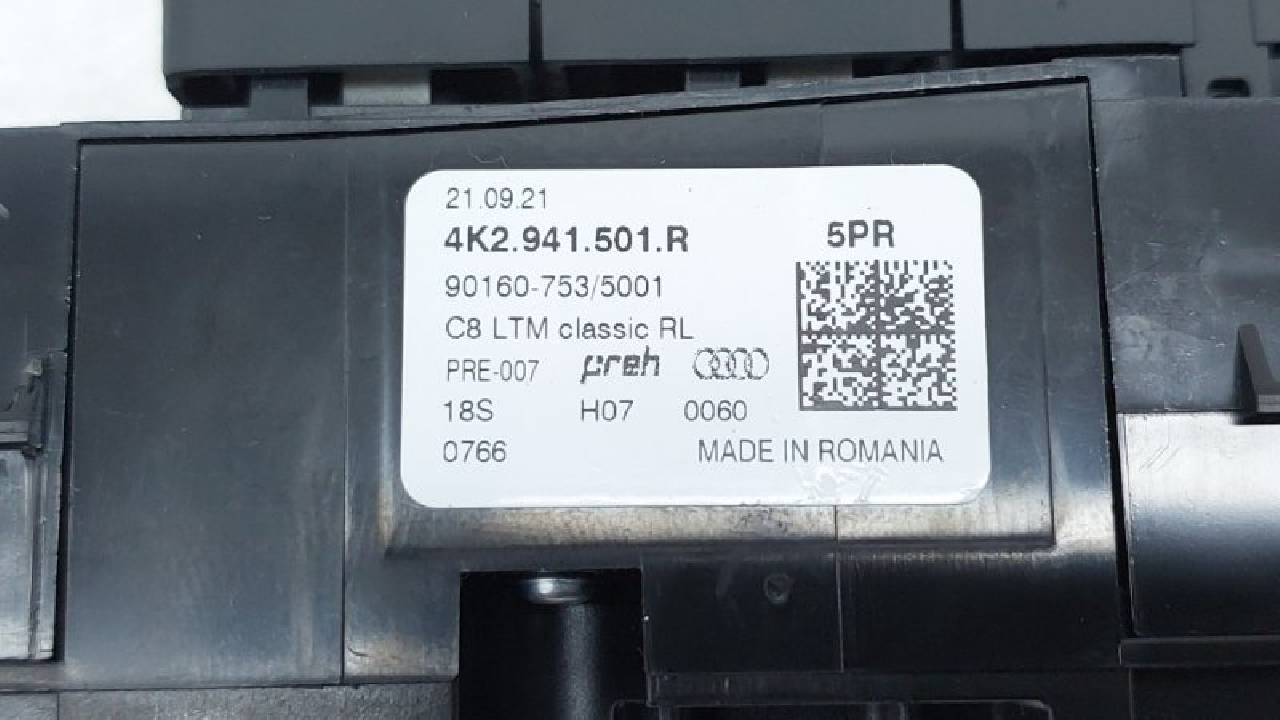 21.09.21
4K2.941.501.R 5PR
90160-753/5001
C8 LTM classic RL
PRE-007 preh
18S H07 0060
0766 MADE IN ROMANIA